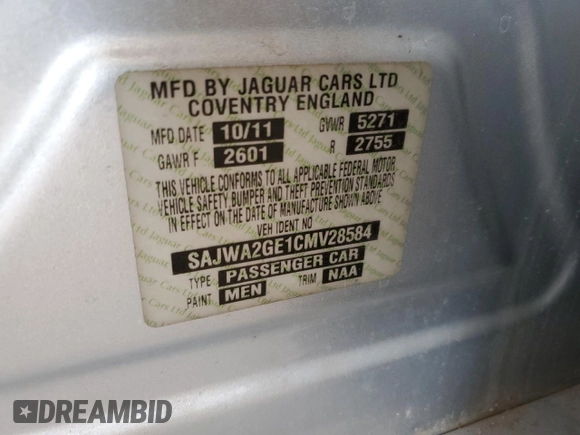 MFD BY JAGUAR CARS LTD
COVENTRY ENGLAND
MFD DATE 10/11 GVWR 5271
GAWR F 2601 R 2755
THIS VEHICLE CONFORMS TO ALL APPLICABLE FEDERAL MOTOR
VEHICLE SAFETY,BUMPER AND THEFT PREVENTION STANDARDS
IN EFFECT ON THE DATE OF MANUFACTURE SHOWN ABOVE
VEH IDENT NO
SAJWA2GE1CMV28584
TYPE PASSENGER CAR
PAINT MEN TRIM NAA
DREAMBID